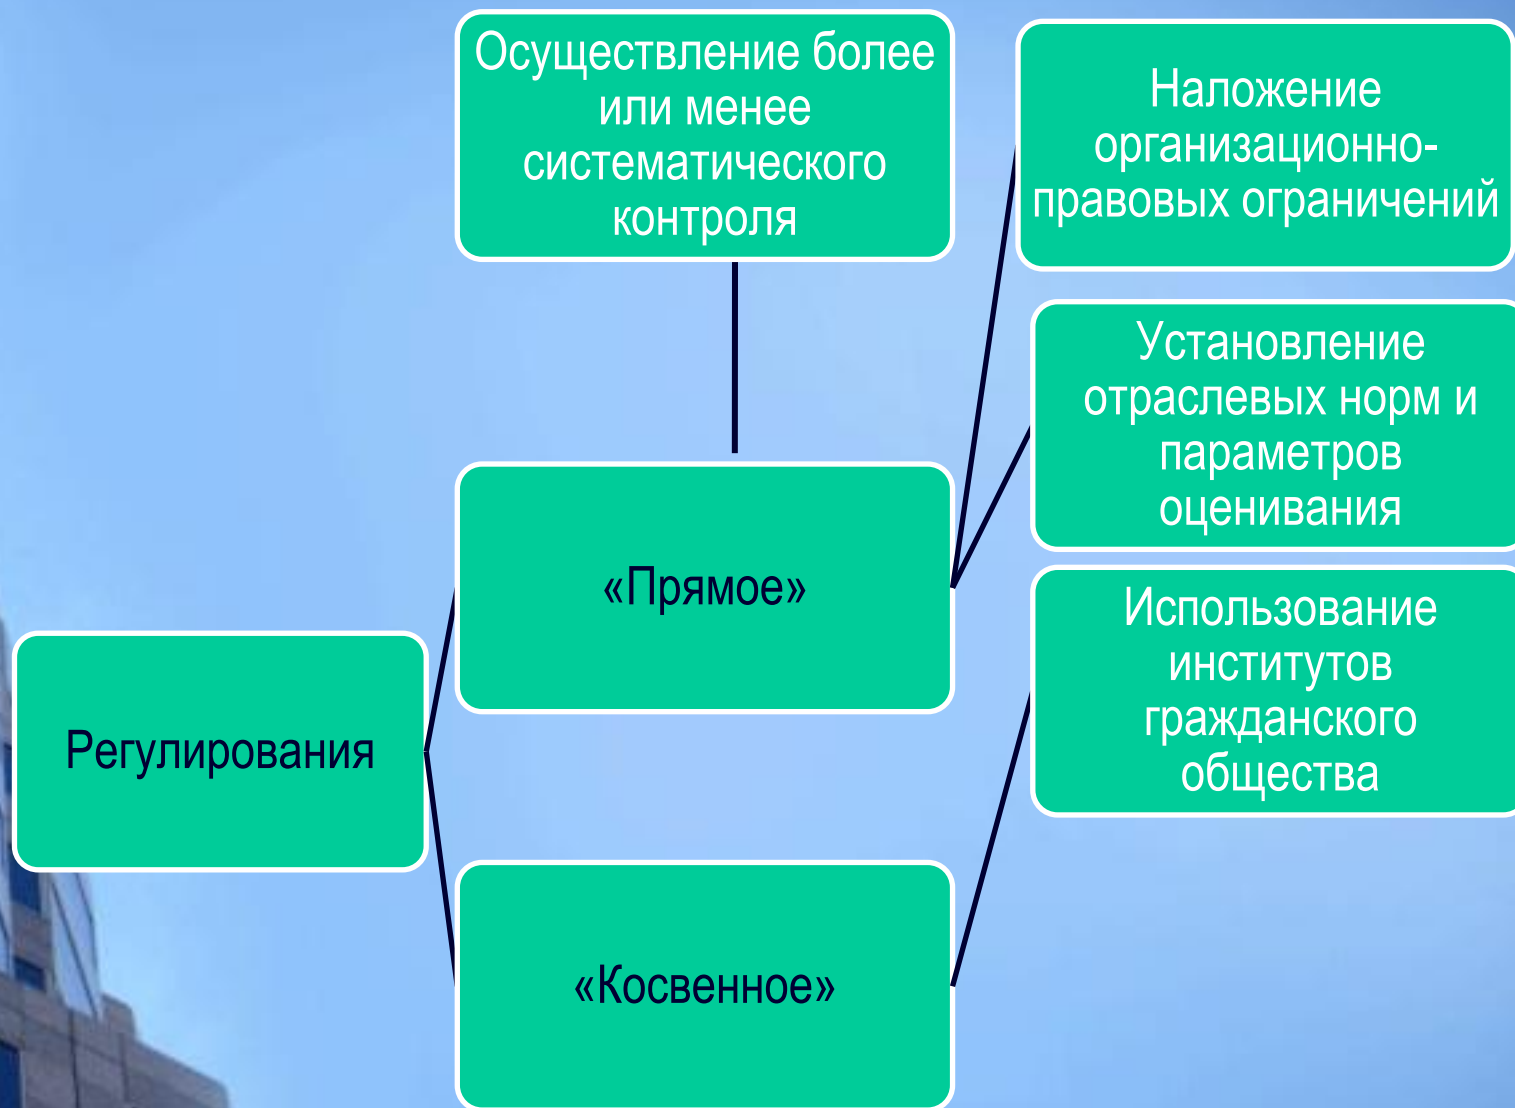 Осуществление более
или менее
систематического
контроля
Наложение
организационно-
правовых ограничений
Установление
отраслевых норм и
параметров
оценивания
«Прямое»
Использование
институтов
гражданского
общества
Регулирования
«Косвенное»